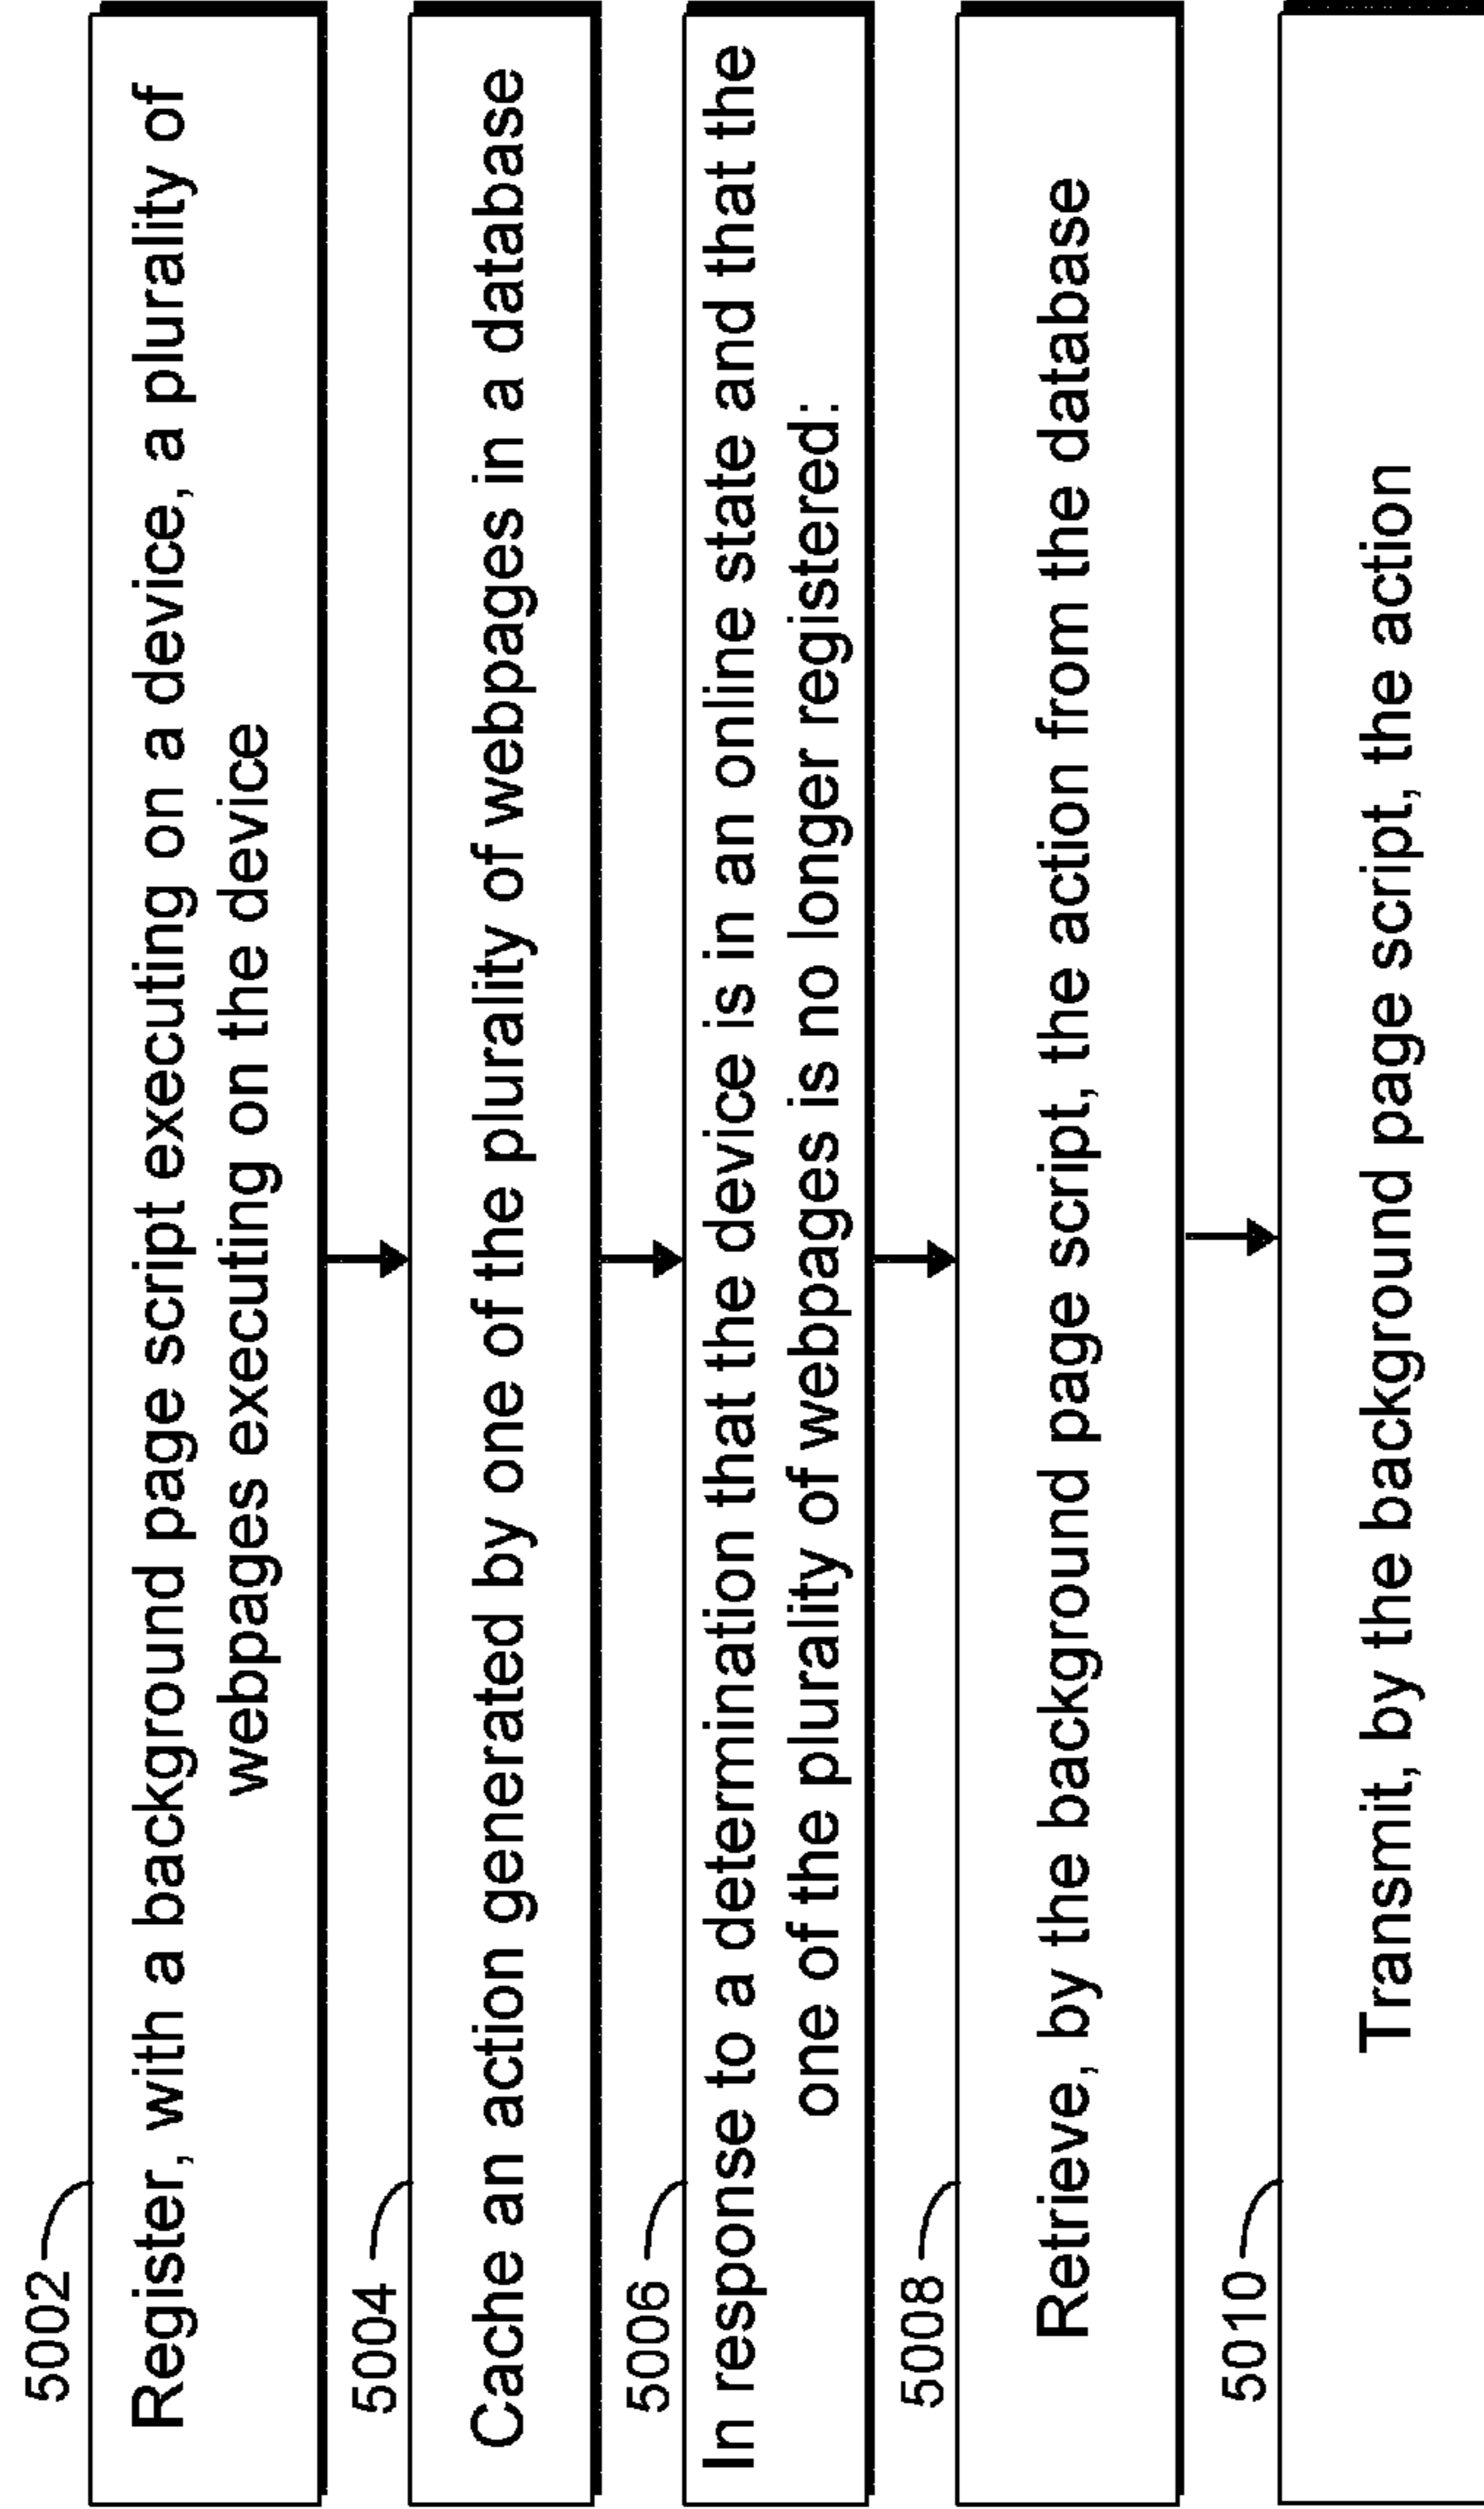 5002
Register, with a background page script executing on a device, a plurality of
webpages executing on the device
5004
Cache an action generated by one of the plurality of webpages in a database
5006
In response to a determination that the device is in an online state and that the
one of the plurality of webpages is no longer registered:
5008
Retrieve, by the background page script, the action from the database
5010
Transmit, by the background page script, the action